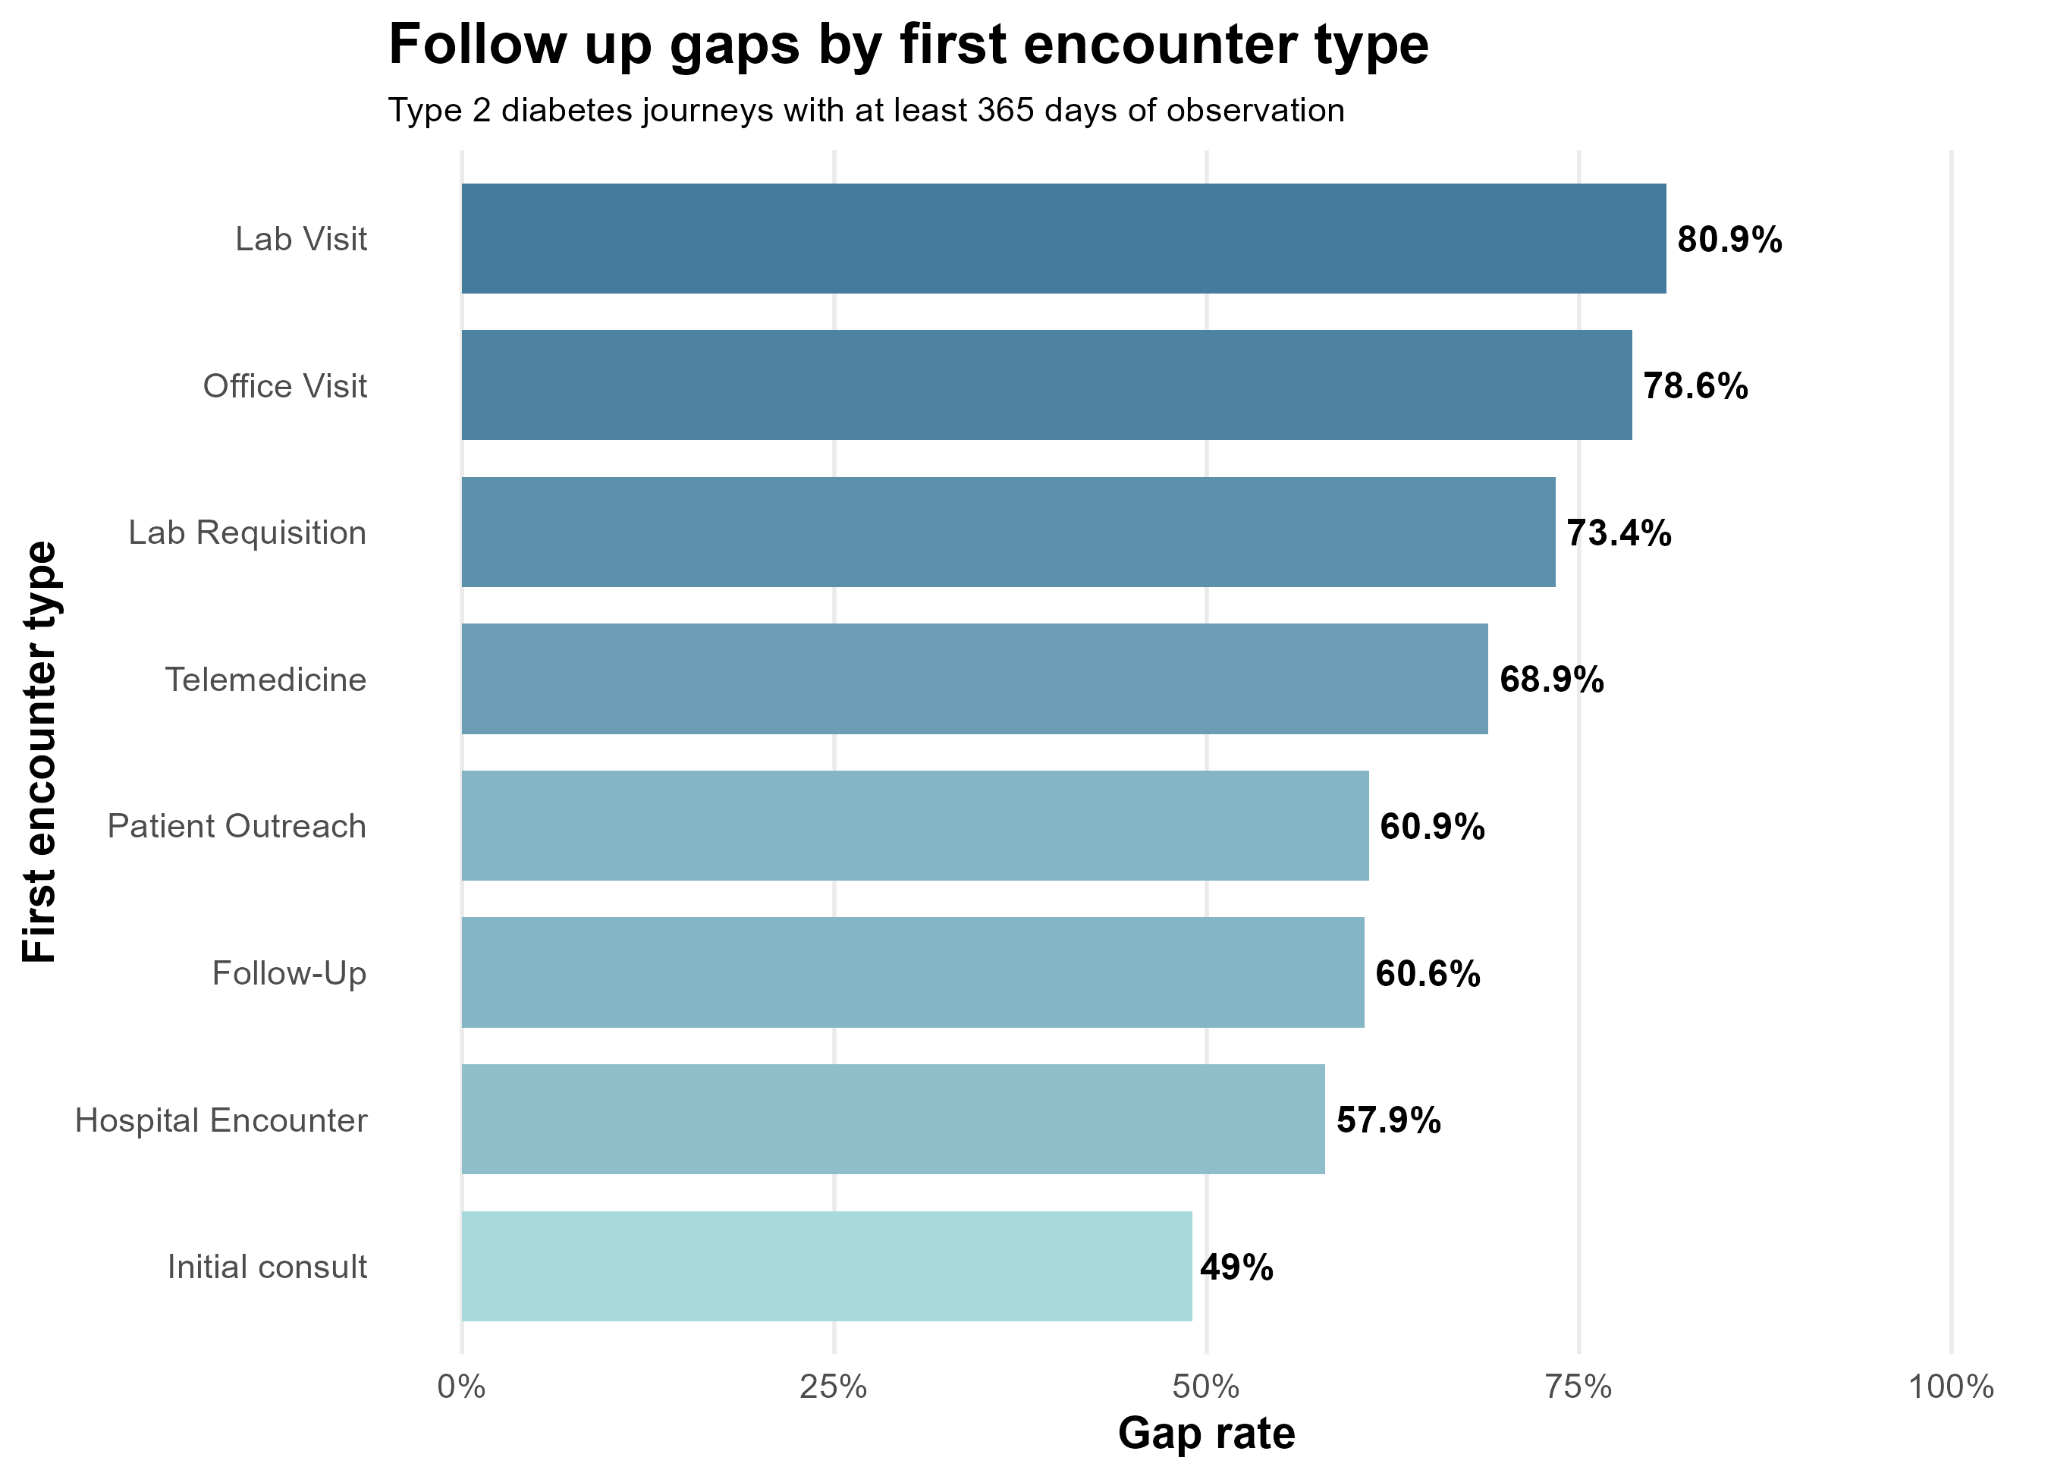 Follow up gaps by first encounter type
Type 2 diabetes journeys with at least 365 days of observation
First encounter type
Lab Visit
80.9%
Office Visit
78.6%
Lab Requisition
73.4%
Telemedicine
68.9%
Patient Outreach
60.9%
Follow-Up
60.6%
Hospital Encounter
57.9%
Initial consult
49%
0%
25%
50%
75%
100%
Gap rate